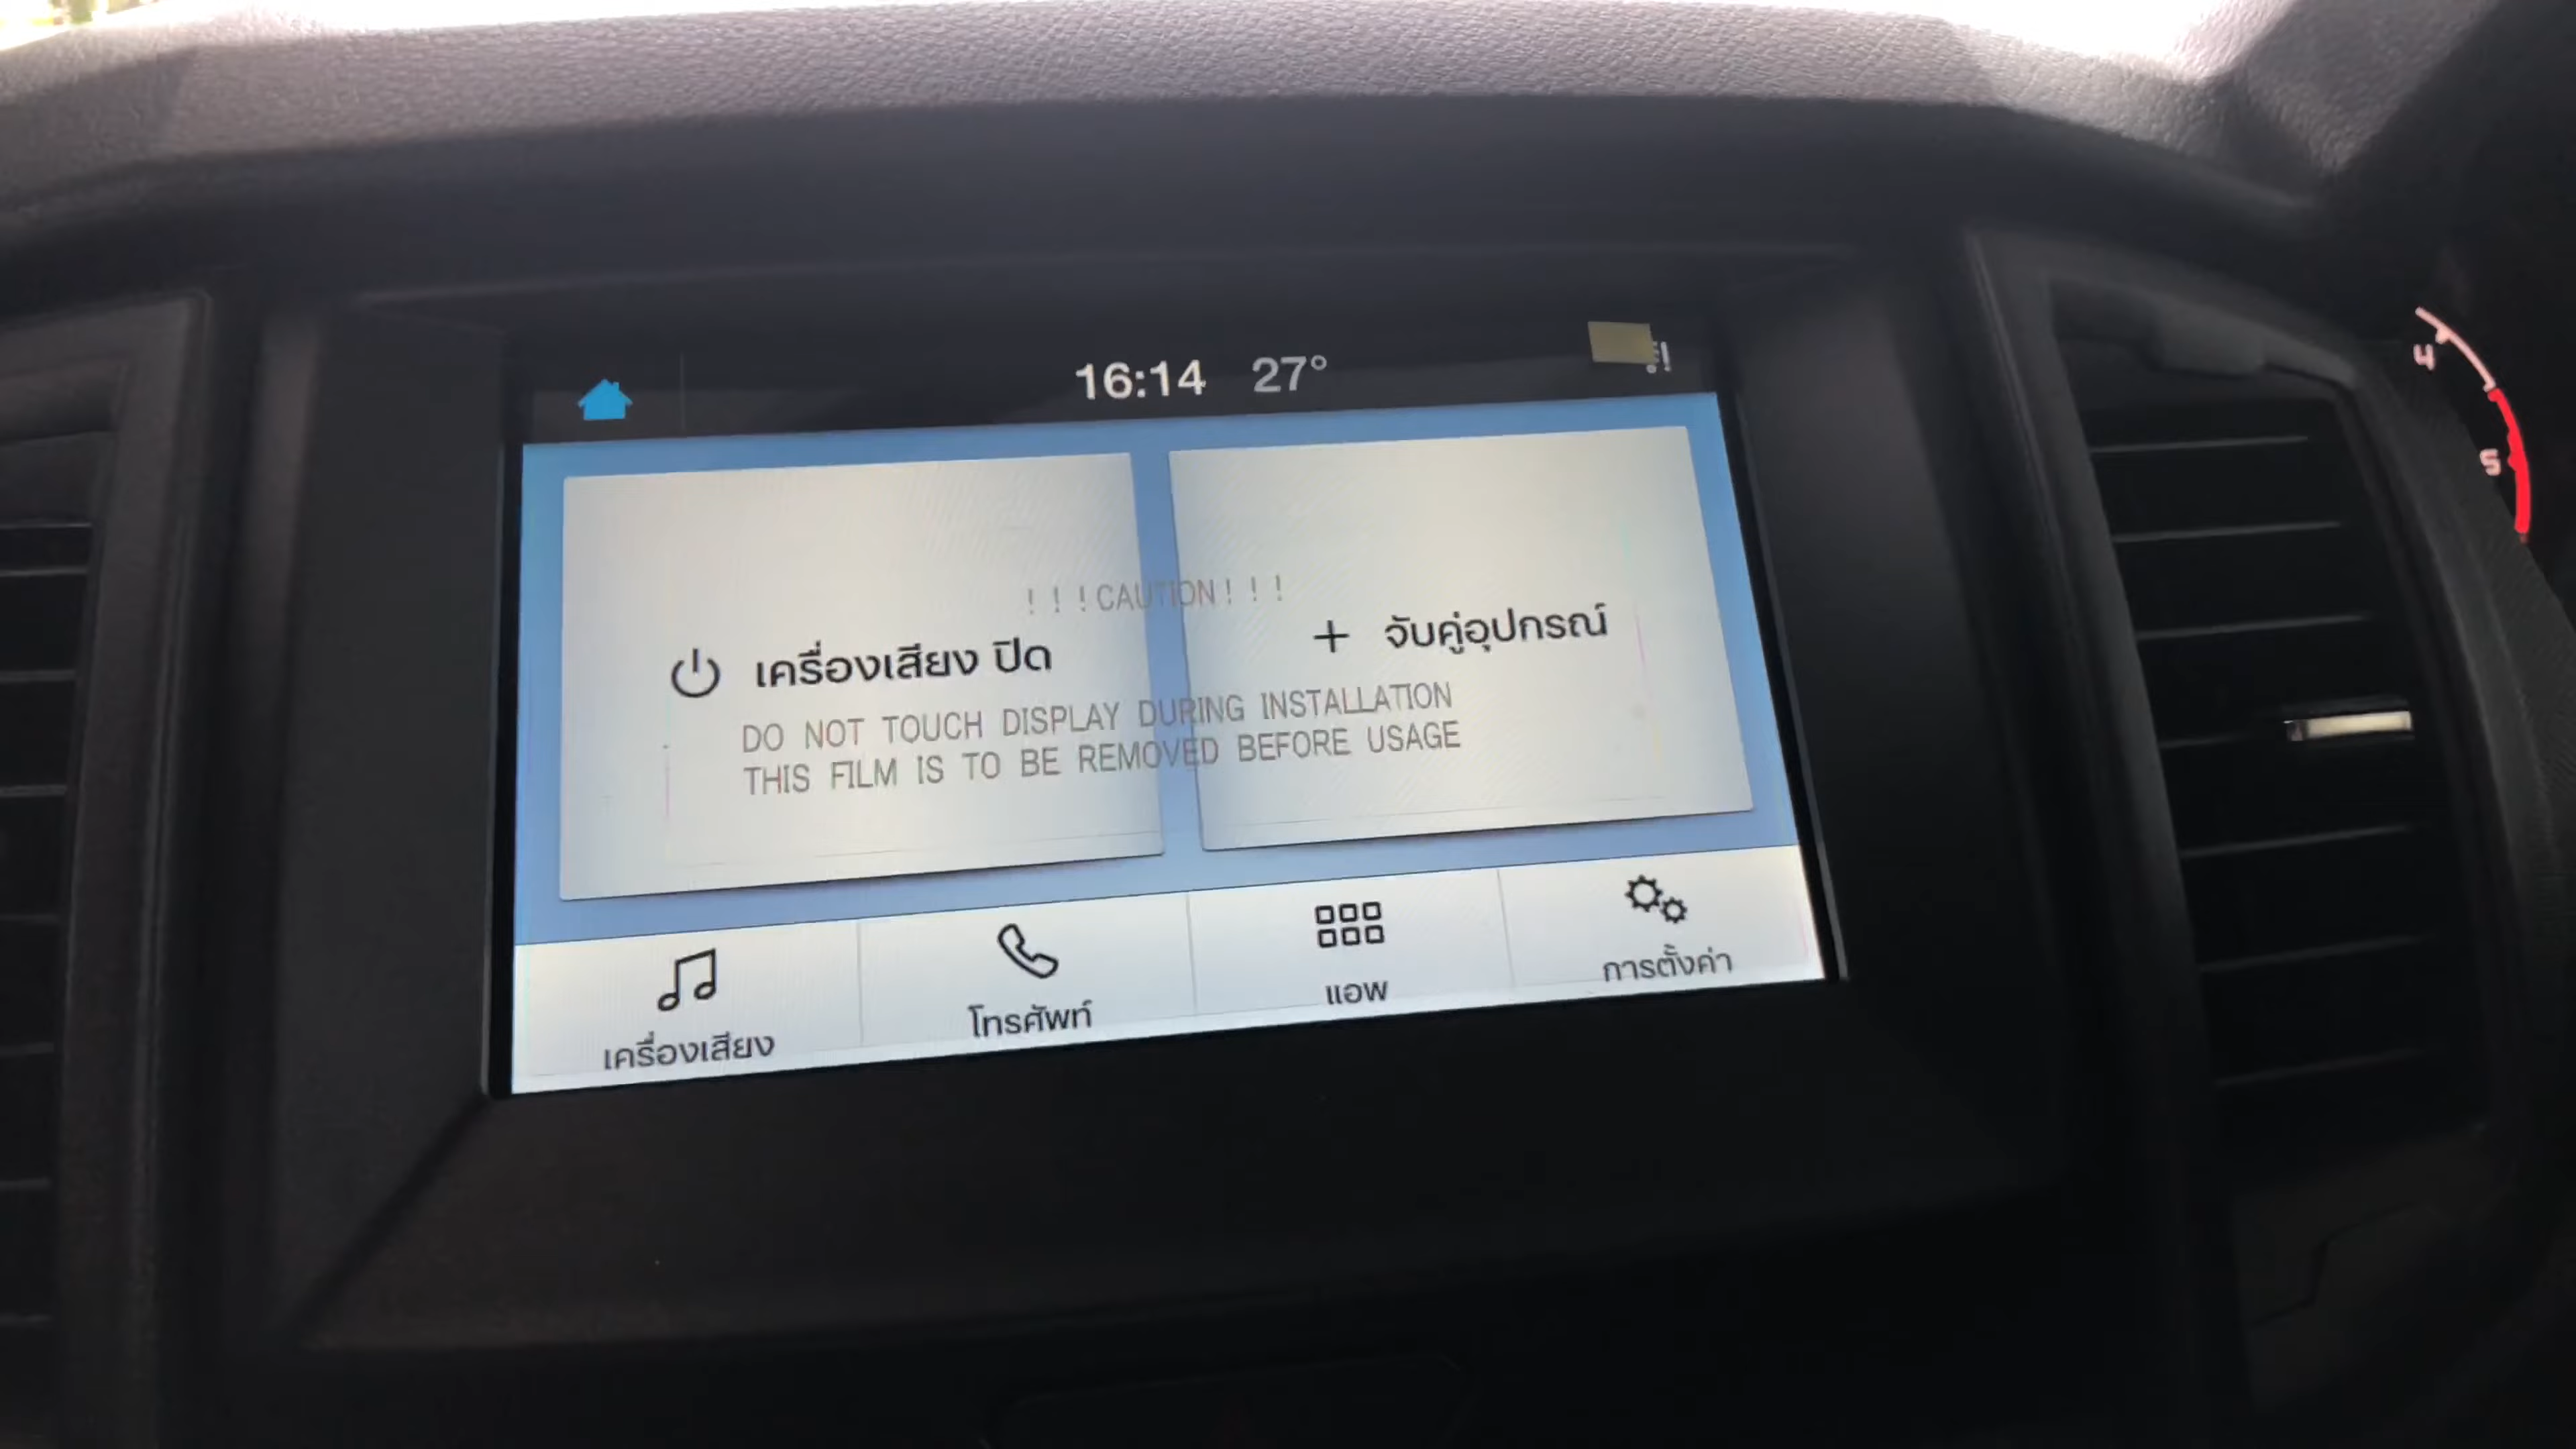 16:14 27°
! ! ! CAUTION ! ! !
เครื่องเสียง ปิด
+ จับคู่อุปกรณ์
DO NOT TOUCH DISPLAY DURING INSTALLATION
THIS FILM IS TO BE REMOVED BEFORE USAGE
เครื่องเสียง
โทรศัพท์
แอพ
การตั้งค่า
4
5